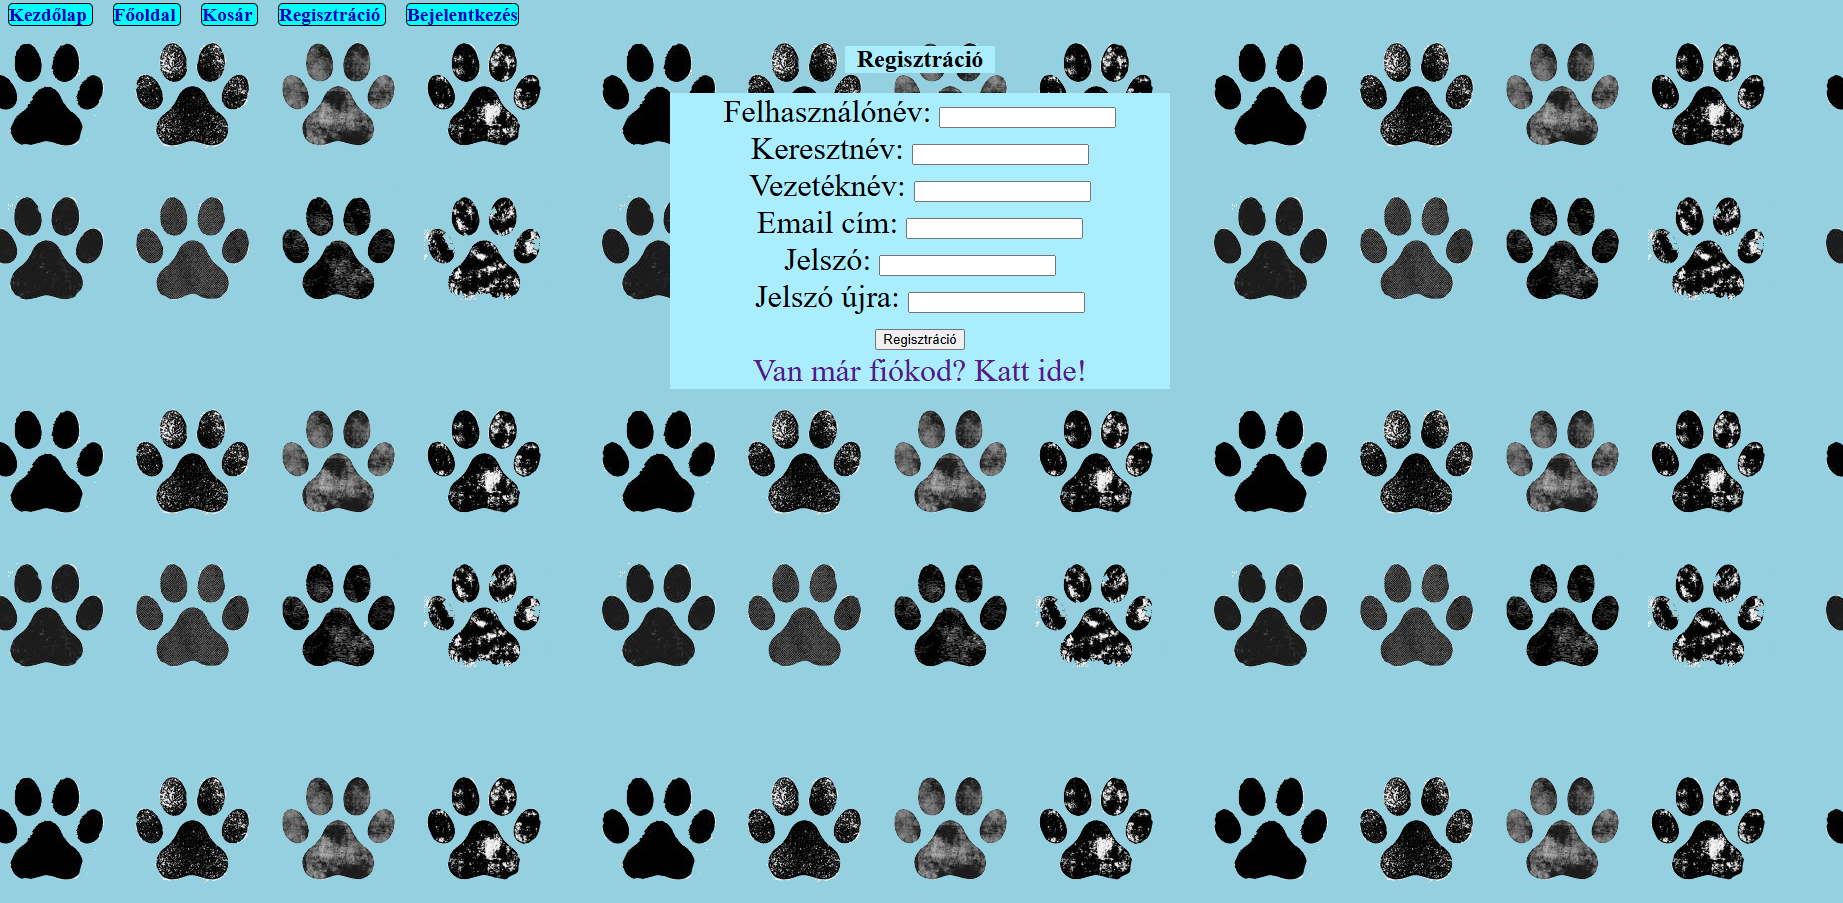 Kezdőlap Főoldal Kosár Regisztráció Bejelentkezés
Regisztráció
Felhasználónév:
Keresztnév:
Vezetéknév:
Email cím:
Jelszó:
Jelszó újra:
Regisztráció
Van már fiókod? Katt ide!